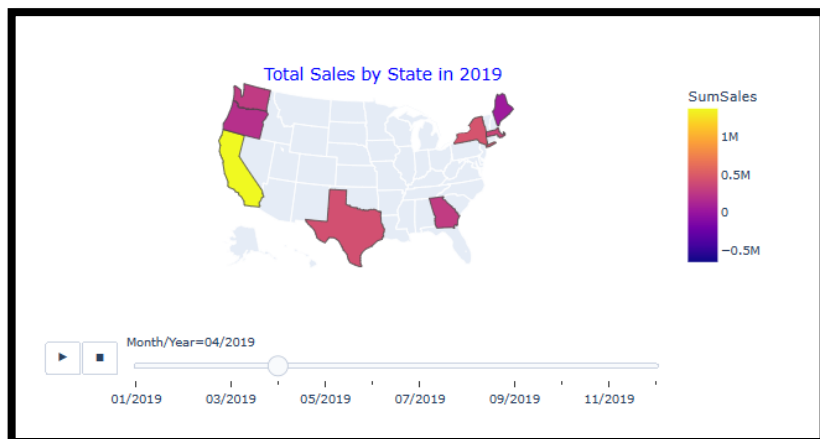 Total Sales by State in 2019
SumSales
1M
0.5M
0
−0.5M
Month/Year=04/2019
01/2019 03/2019 05/2019 07/2019 09/2019 11/2019